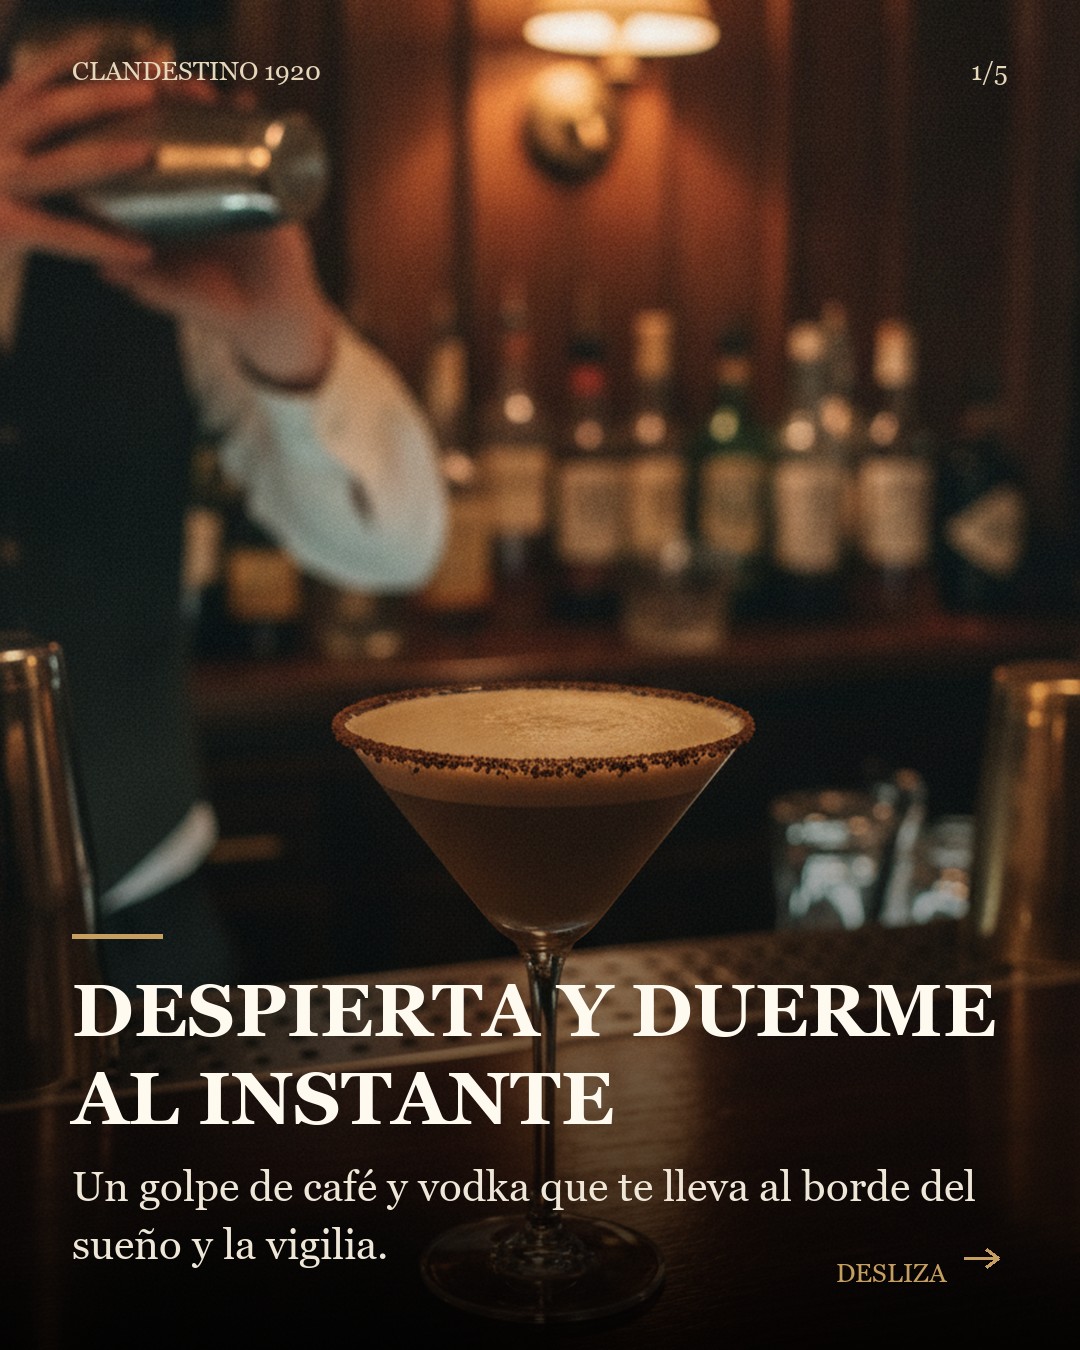 CLANDESTINO 1920
1/5
DESPIERTA Y DUERME
AL INSTANTE
Un golpe de café y vodka que te lleva al borde del
sueño y la vigilia.
DESLIZA